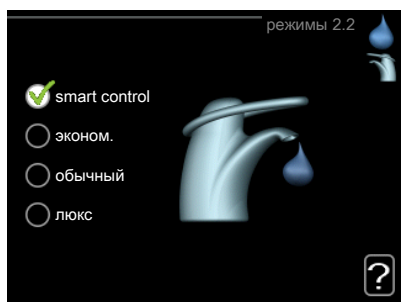 режимы 2.2
smart control
эконом.
обычный
люкс
?